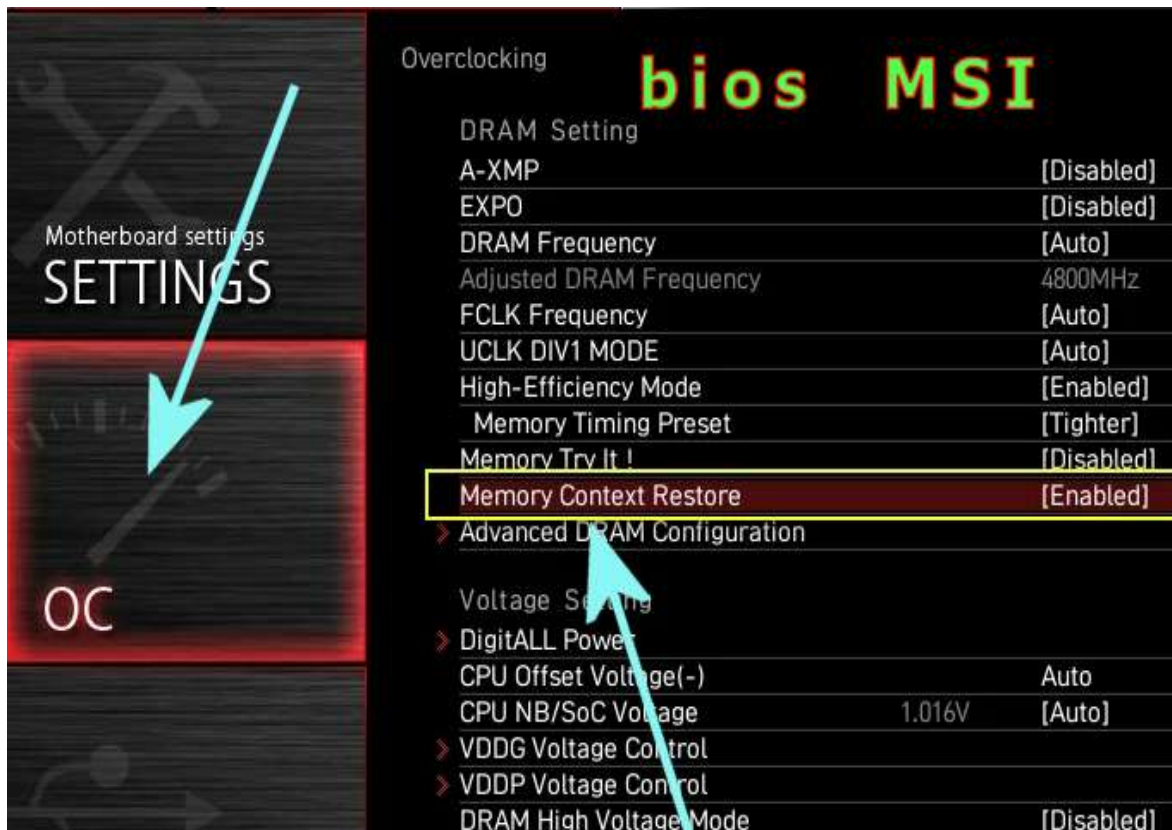 Overclocking
bios MSI
DRAM Setting
A-XMP [Disabled]
EXPO [Disabled]
DRAM Frequency [Auto]
Adjusted DRAM Frequency 4800MHz
FCLK Frequency [Auto]
UCLK DIV1 MODE [Auto]
High-Efficiency Mode [Enabled]
Memory Timing Preset [Tighter]
Memory Try It ! [Disabled]
Memory Context Restore [Enabled]
Advanced DRAM Configuration
Voltage Setting
DigitALL Power
CPU Offset Voltage(-) Auto
CPU NB/SoC Voltage 1.016V [Auto]
VDDG Voltage Control
VDDP Voltage Control
DRAM High Voltage Mode [Disabled]
Motherboard settings
SETTINGS
OC